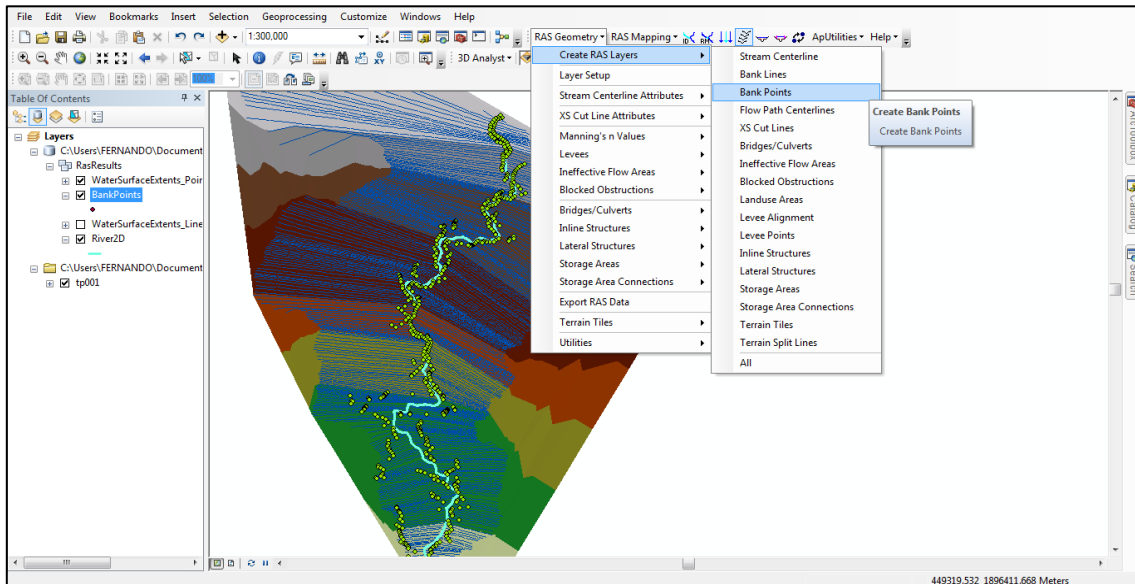 File Edit View Bookmarks Insert Selection Geoprocessing Customize Windows Help
1:300,000
RAS Geometry RAS Mapping ApUtilities Help
3D Analyst
100%
Table Of Contents
Layers
C:\Users\FERNANDO\Document
RasResults
WaterSurfaceExtents_Poir
BankPoints
WaterSurfaceExtents_Line
River2D
C:\Users\FERNANDO\Document
tp001
Create RAS Layers
Layer Setup
Stream Centerline Attributes
XS Cut Line Attributes
Manning's n Values
Levees
Ineffective Flow Areas
Blocked Obstructions
Bridges/Culverts
Inline Structures
Lateral Structures
Storage Areas
Storage Area Connections
Export RAS Data
Terrain Tiles
Utilities
Stream Centerline
Bank Lines
Bank Points
Flow Path Centerlines
XS Cut Lines
Bridges/Culverts
Ineffective Flow Areas
Blocked Obstructions
Landuse Areas
Levee Alignment
Levee Points
Inline Structures
Lateral Structures
Storage Areas
Storage Area Connections
Terrain Tiles
Terrain Split Lines
All
Create Bank Points
Create Bank Points
ArcToolbox
Catalog
Search
449319.532 1896411.668 Meters